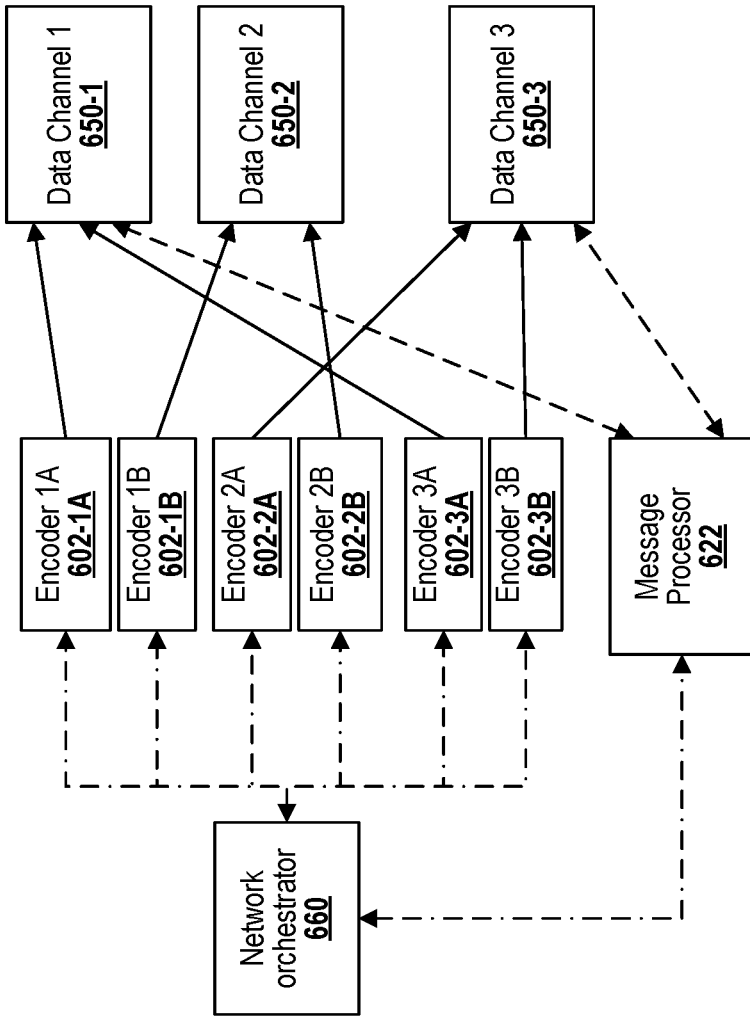 Network
orchestrator
660
Encoder 1A
602-1A
Encoder 1B
602-1B
Encoder 2A
602-2A
Encoder 2B
602-2B
Encoder 3A
602-3A
Encoder 3B
602-3B
Message
Processor
622
Data Channel 1
650-1
Data Channel 2
650-2
Data Channel 3
650-3